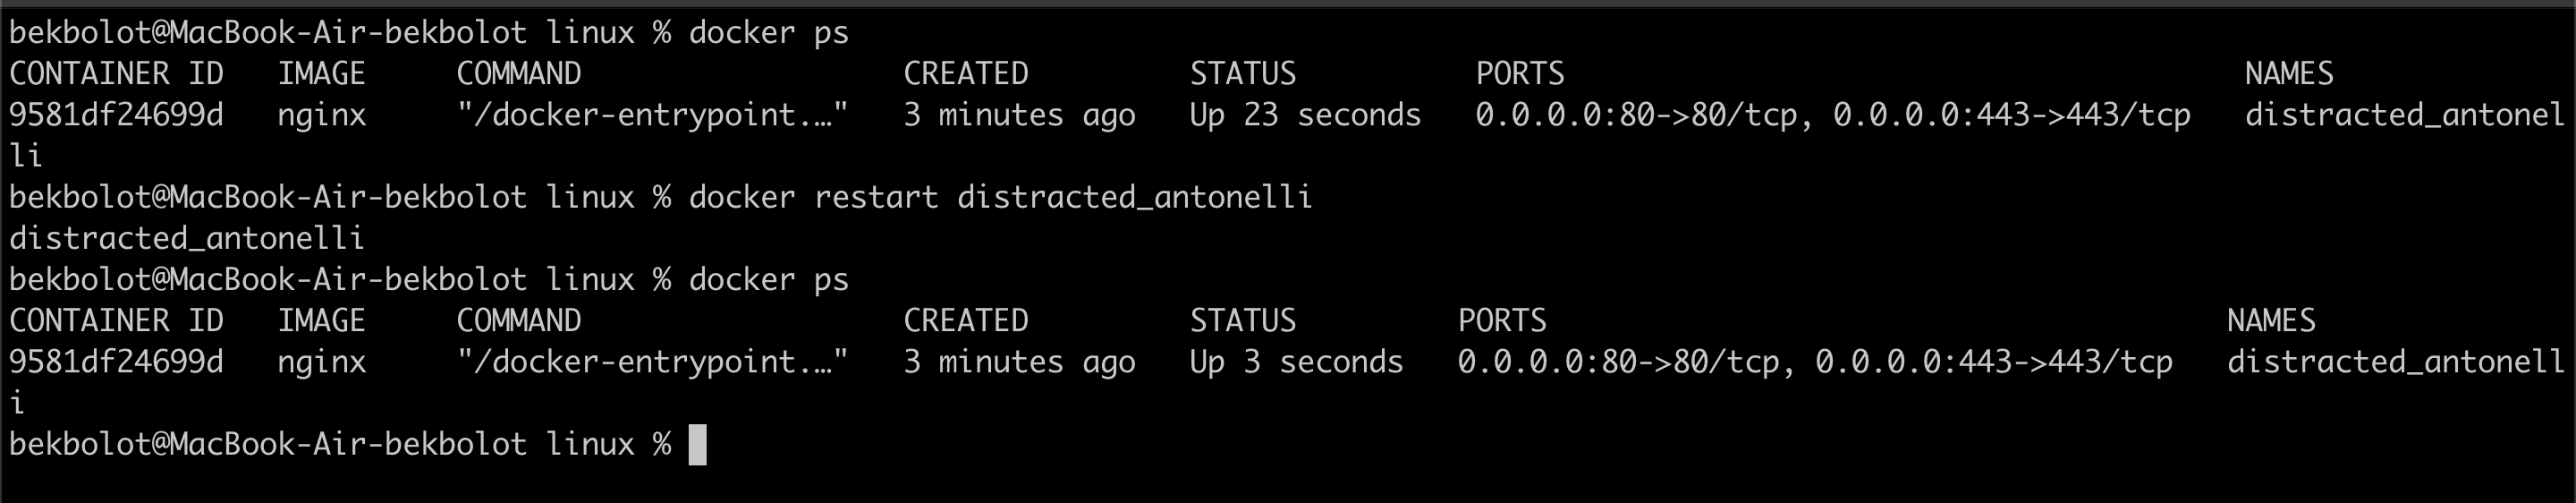 bekbolot@MacBook-Air-bekbolot linux % docker ps
CONTAINER ID   IMAGE     COMMAND                  CREATED         STATUS          PORTS                                      NAMES
9581df24699d   nginx     "/docker-entrypoint.…"   3 minutes ago   Up 23 seconds   0.0.0.0:80->80/tcp, 0.0.0.0:443->443/tcp   distracted_antonel
li
bekbolot@MacBook-Air-bekbolot linux % docker restart distracted_antonelli
distracted_antonelli
bekbolot@MacBook-Air-bekbolot linux % docker ps
CONTAINER ID   IMAGE     COMMAND                  CREATED         STATUS         PORTS                                      NAMES
9581df24699d   nginx     "/docker-entrypoint.…"   3 minutes ago   Up 3 seconds   0.0.0.0:80->80/tcp, 0.0.0.0:443->443/tcp   distracted_antonell
i
bekbolot@MacBook-Air-bekbolot linux %